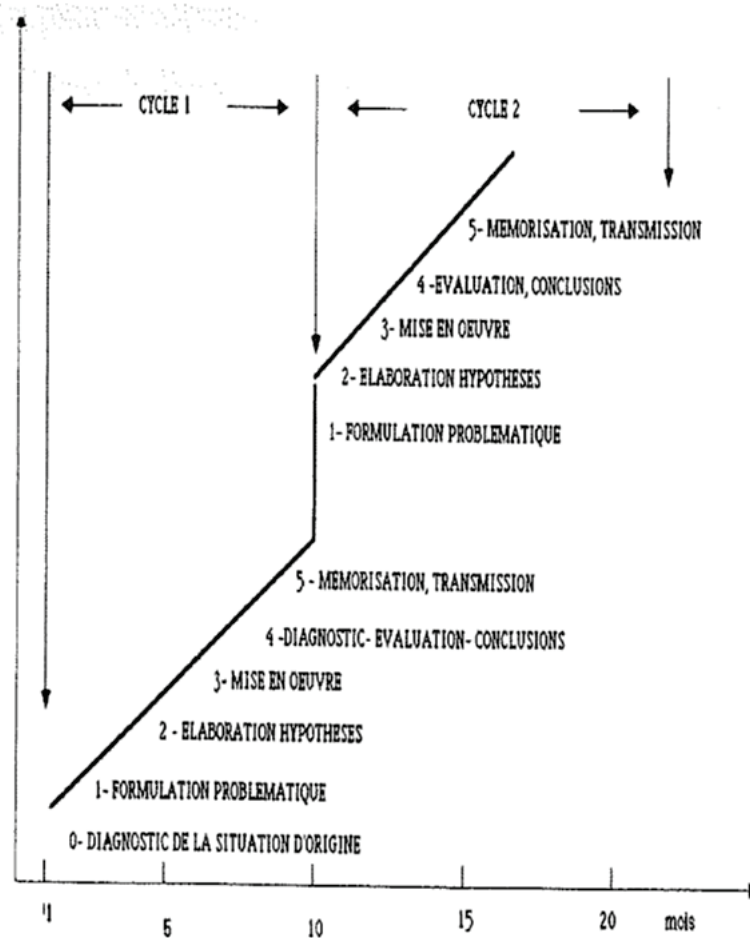 CYCLE 1
CYCLE 2
5- MEMORISATION, TRANSMISSION
4 -EVALUATION, CONCLUSIONS
3- MISE EN OEUVRE
2- ELABORATION HYPOTHESES
1- FORMULATION PROBLEMATIQUE
5 - MEMORISATION, TRANSMISSION
4 -DIAGNOSTIC- EVALUATION- CONCLUSIONS
3- MISE EN OEUVRE
2 - ELABORATION HYPOTHESES
1- FORMULATION PROBLEMATIQUE
0- DIAGNOSTIC DE LA SITUATION D'ORIGINE
1 5 10 15 20 mois